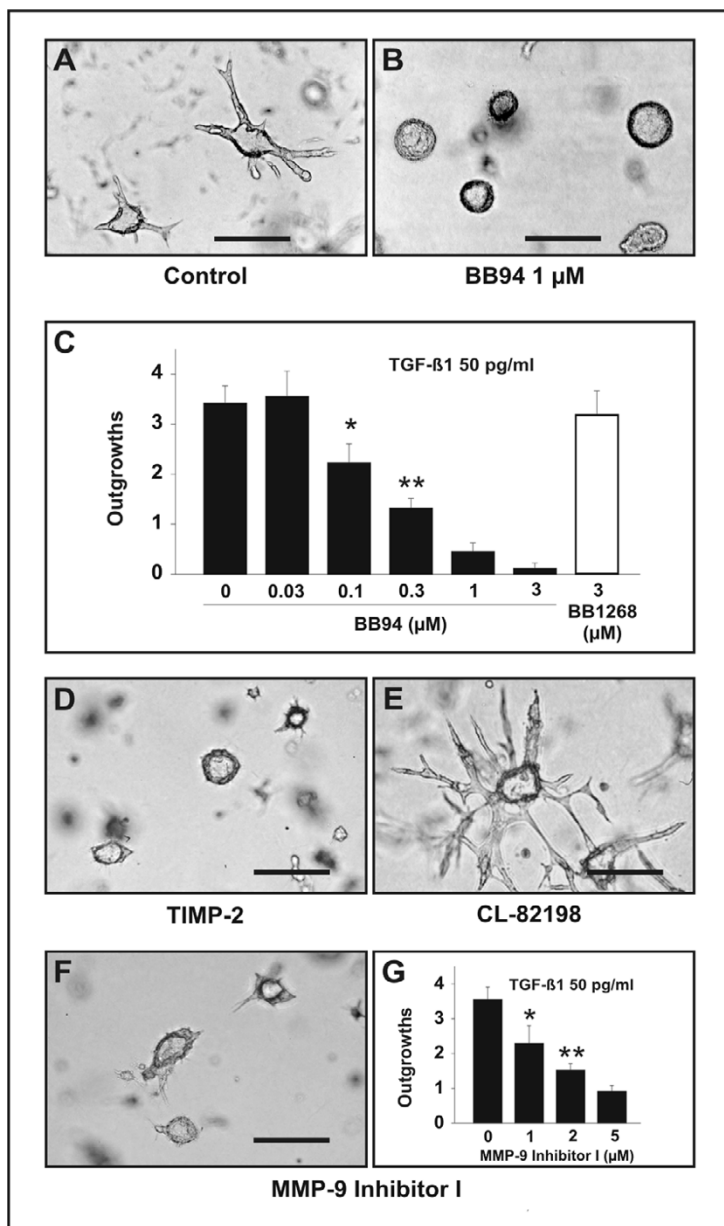 A
B
Control
BB94 1 µM
C
TGF-ß1 50 pg/ml
Outgrowths
4
3
2
1
0
*
**
0 0.03 0.1 0.3 1 3 3
BB94 (µM)
BB1268
(µM)
D
E
TIMP-2
CL-82198
F
G
TGF-ß1 50 pg/ml
Outgrowths
4
3
2
1
0
*
**
0 1 2 5
MMP-9 Inhibitor I (µM)
MMP-9 Inhibitor I